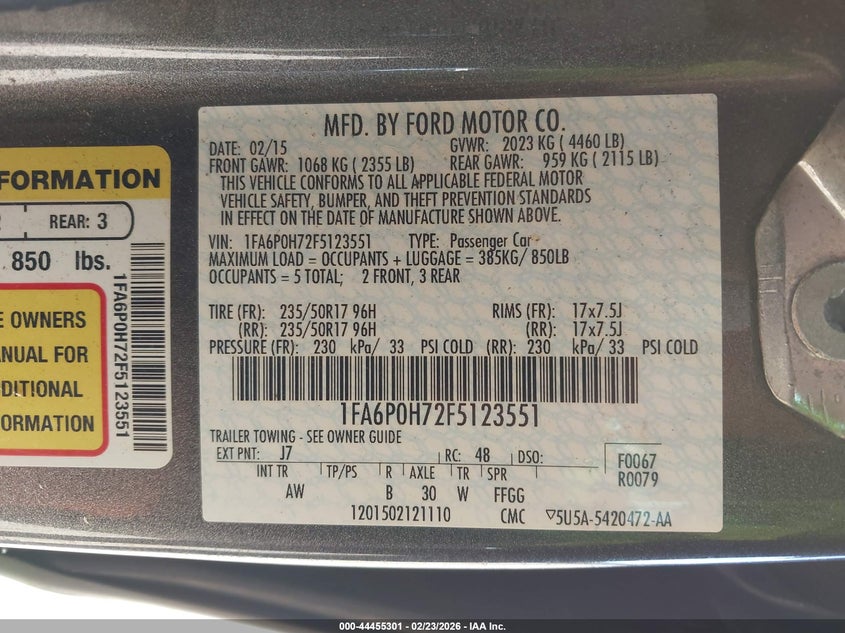 FORMATION
REAR: 3
850 lbs.
E OWNERS
ANUAL FOR
DDITIONAL
1FA6P0H72F5123551
MFD. BY FORD MOTOR CO.
DATE: 02/15 GVWR: 2023 KG ( 4460 LB)
FRONT GAWR: 1068 KG ( 2355 LB) REAR GAWR: 959 KG ( 2115 LB)
THIS VEHICLE CONFORMS TO ALL APPLICABLE FEDERAL MOTOR
VEHICLE SAFETY, BUMPER, AND THEFT PREVENTION STANDARDS
IN EFFECT ON THE DATE OF MANUFACTURE SHOWN ABOVE.
VIN: 1FA6P0H72F5123551 TYPE: Passenger Car
MAXIMUM LOAD = OCCUPANTS + LUGGAGE = 385KG/ 850LB
OCCUPANTS = 5 TOTAL; 2 FRONT, 3 REAR
TIRE (FR): 235/50R17 96H RIMS (FR): 17x7.5J
(RR): 235/50R17 96H (RR): 17x7.5J
PRESSURE (FR): 230 kPa/ 33 PSI COLD (RR): 230 kPa/ 33 PSI COLD
1FA6P0H72F5123551
TRAILER TOWING - SEE OWNER GUIDE
EXT PNT: J7 RC: 48 DSO: F0067
INT TR TP/PS R AXLE TR SPR R0079
AW B 30 W FFGG
1201502121110 CMC ▽5U5A-5420472-AA
000-44455301 - 02/23/2026 - IAA Inc.